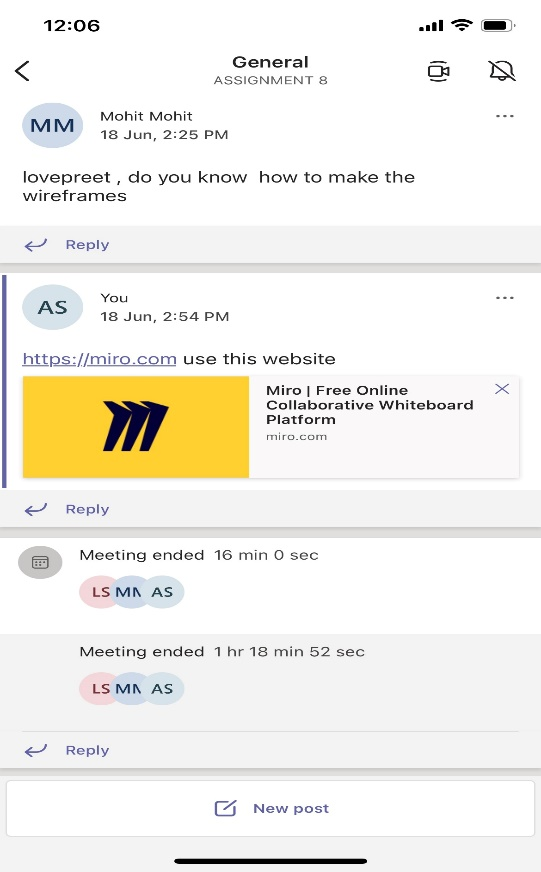 12:06
General
ASSIGNMENT 8
MM
Mohit Mohit
18 Jun, 2:25 PM
lovepreet , do you know how to make the
wireframes
Reply
AS
You
18 Jun, 2:54 PM
https://miro.com use this website
Miro | Free Online
Collaborative Whiteboard
Platform
miro.com
Reply
Meeting ended 16 min 0 sec
LS MM AS
Meeting ended 1 hr 18 min 52 sec
LS MM AS
Reply
New post